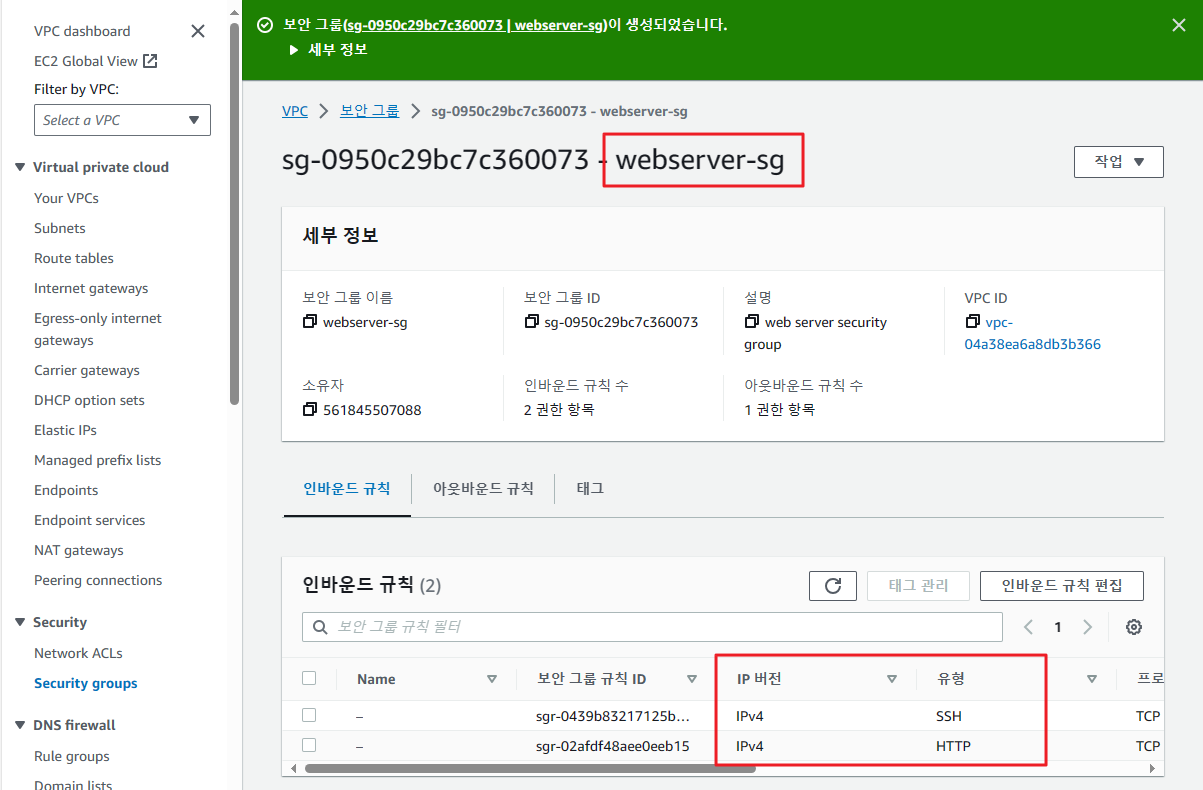 VPC dashboard
EC2 Global View
Filter by VPC:
Select a VPC
Virtual private cloud
Your VPCs
Subnets
Route tables
Internet gateways
Egress-only internet
gateways
Carrier gateways
DHCP option sets
Elastic IPs
Managed prefix lists
Endpoints
Endpoint services
NAT gateways
Peering connections
Security
Network ACLs
Security groups
DNS firewall
Rule groups
Domain lists
보안 그룹(sg-0950c29bc7c360073 | webserver-sg)이 생성되었습니다.
세부 정보
VPC > 보안 그룹 > sg-0950c29bc7c360073 - webserver-sg
sg-0950c29bc7c360073 - webserver-sg
작업
세부 정보
보안 그룹 이름
webserver-sg
보안 그룹 ID
sg-0950c29bc7c360073
설명
web server security
group
VPC ID
vpc-
04a38ea6a8db3b366
소유자
561845507088
인바운드 규칙 수
2 권한 항목
아웃바운드 규칙 수
1 권한 항목
인바운드 규칙 아웃바운드 규칙 태그
인바운드 규칙 (2)
태그 관리
인바운드 규칙 편집
보안 그룹 규칙 필터
1
Name 보안 그룹 규칙 ID IP 버전 유형 프로
– sgr-0439b83217125b... IPv4 SSH TCP
– sgr-02afdf48aee0eeb15 IPv4 HTTP TCP